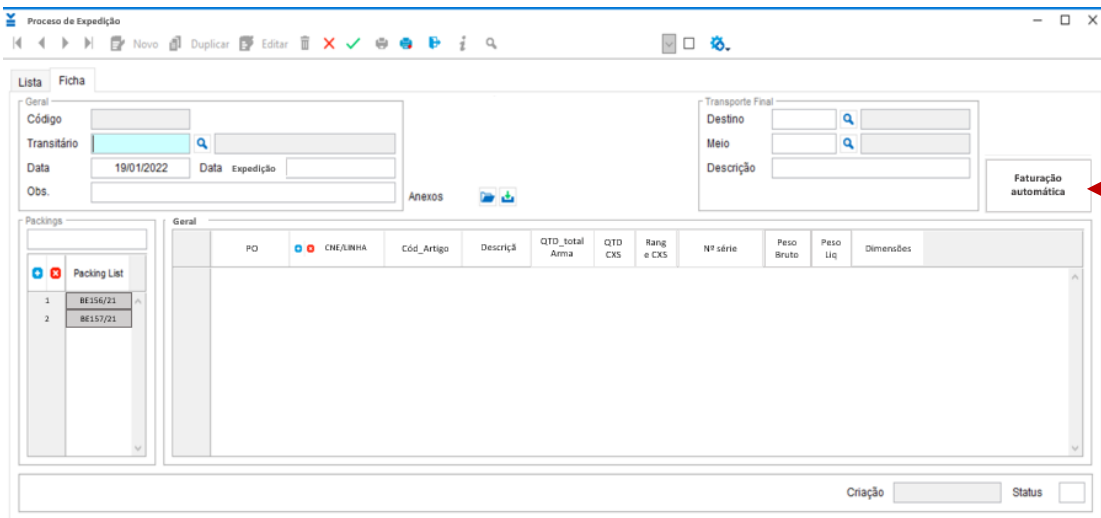 Proceso de Expedição
Novo Duplicar Editar
Lista Ficha
Geral
Código
Transitário
Data 19/01/2022 Data Expedição
Obs.
Anexos
Transporte Final
Destino
Meio
Descrição
Faturação
automática
Packings
Packing List
1 BE156/21
2 BE157/21
Geral
PO CNE/LINHA Cód_Artigo Descriçã QTD_total
Arma QTD
CXS Rang
e CXS Nº série Peso
Bruto Peso
Liq Dimensões
Criação Status